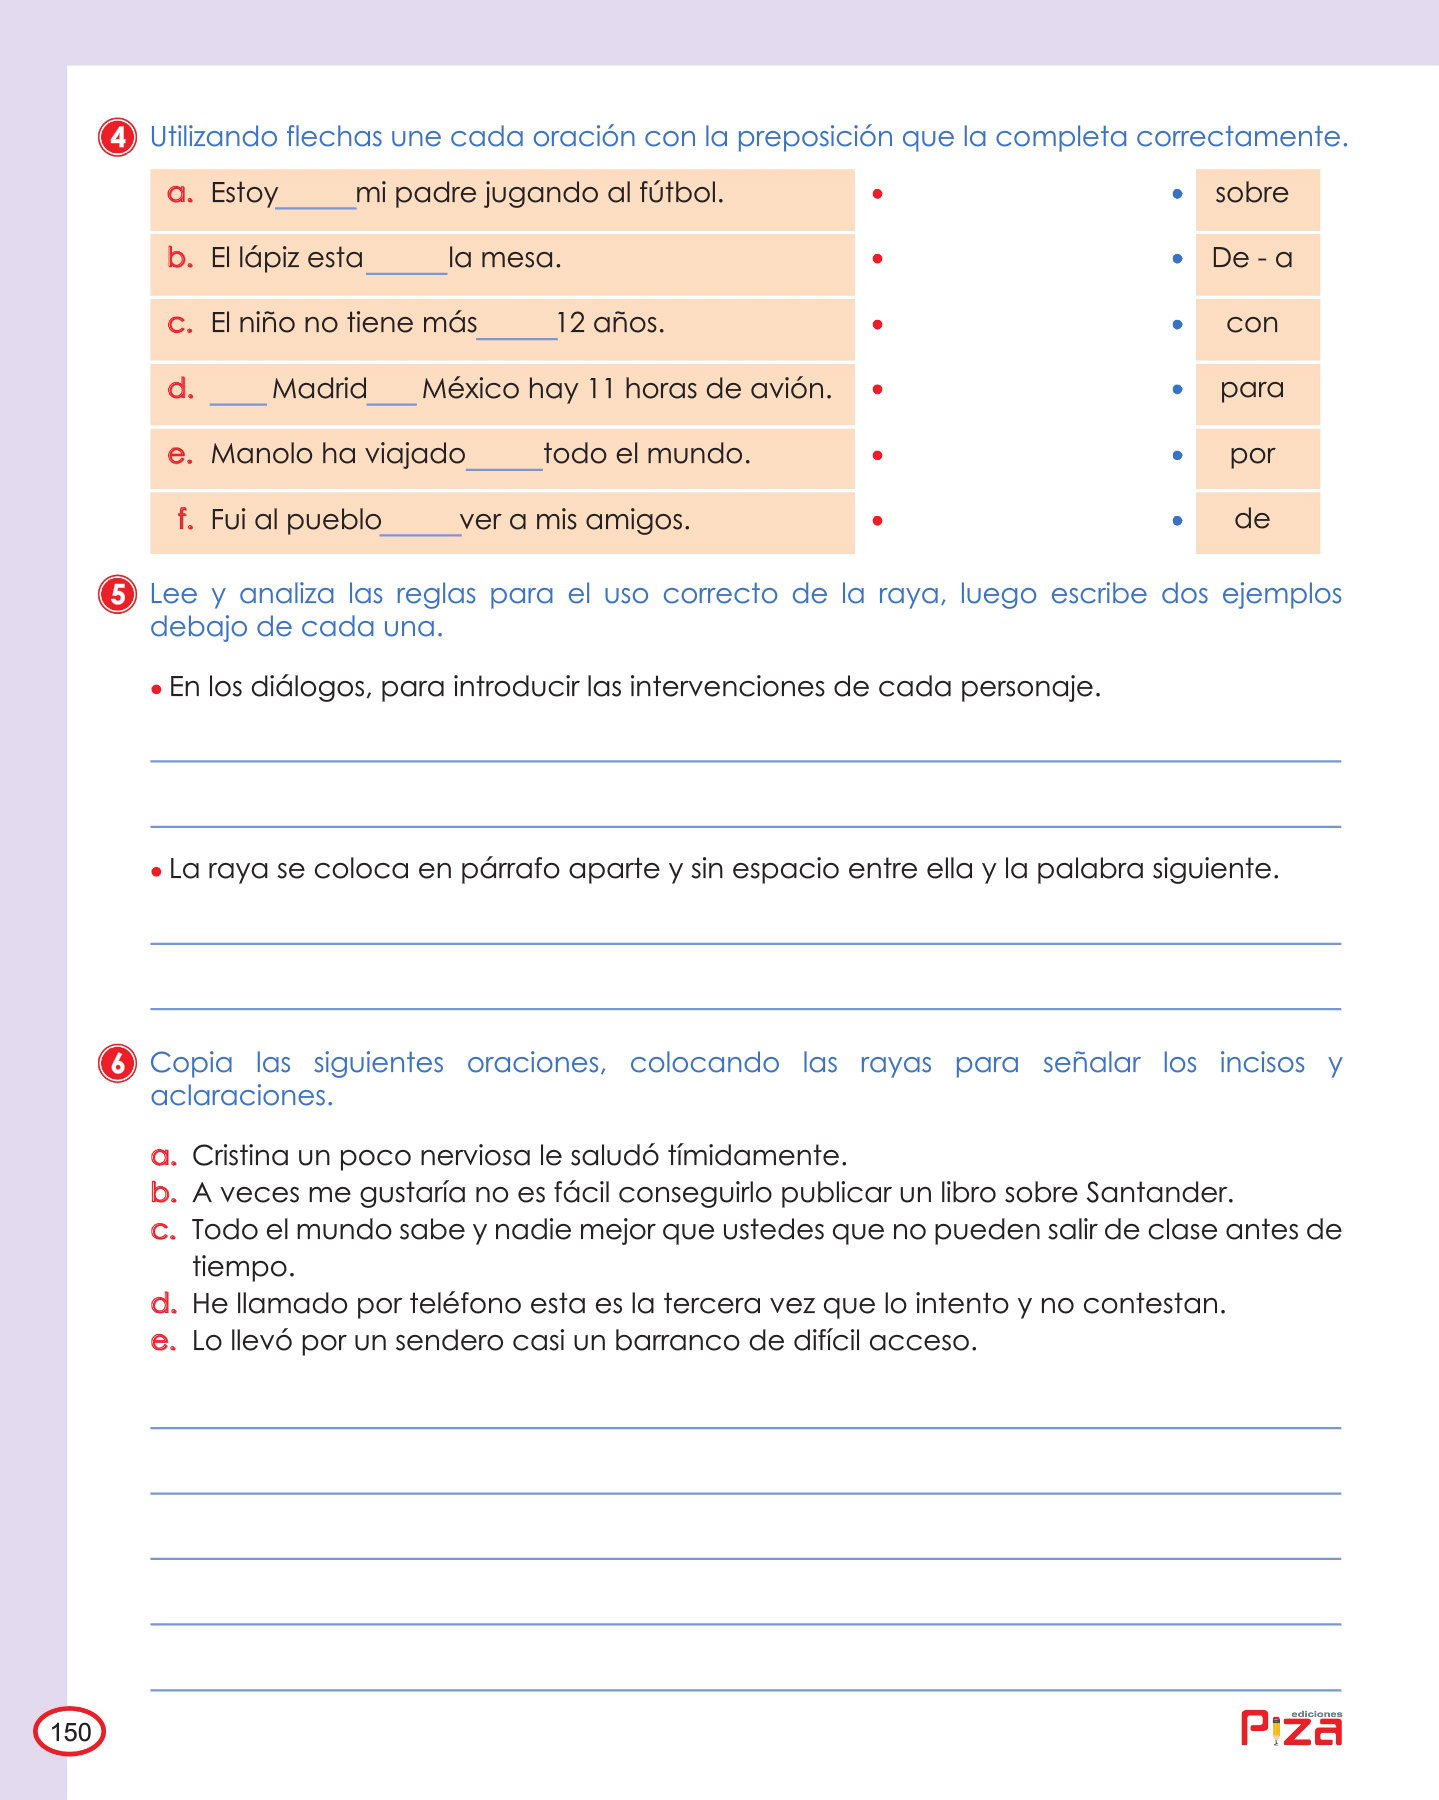 4 Utilizando flechas une cada oración con la preposición que la completa correctamente.
a. Estoy______mi padre jugando al fútbol. • • sobre
b. El lápiz esta______la mesa. • • De - a
c. El niño no tiene más______12 años. • • con
d. ____ Madrid____ México hay 11 horas de avión. • • para
e. Manolo ha viajado______todo el mundo. • • por
f. Fui al pueblo______ver a mis amigos. • • de
5 Lee y analiza las reglas para el uso correcto de la raya, luego escribe dos ejemplos
debajo de cada una.
• En los diálogos, para introducir las intervenciones de cada personaje.
• La raya se coloca en párrafo aparte y sin espacio entre ella y la palabra siguiente.
6 Copia las siguientes oraciones, colocando las rayas para señalar los incisos y
aclaraciones.
a. Cristina un poco nerviosa le saludó tímidamente.
b. A veces me gustaría no es fácil conseguirlo publicar un libro sobre Santander.
c. Todo el mundo sabe y nadie mejor que ustedes que no pueden salir de clase antes de
tiempo.
d. He llamado por teléfono esta es la tercera vez que lo intento y no contestan.
e. Lo llevó por un sendero casi un barranco de difícil acceso.
150
ediciones
Piza